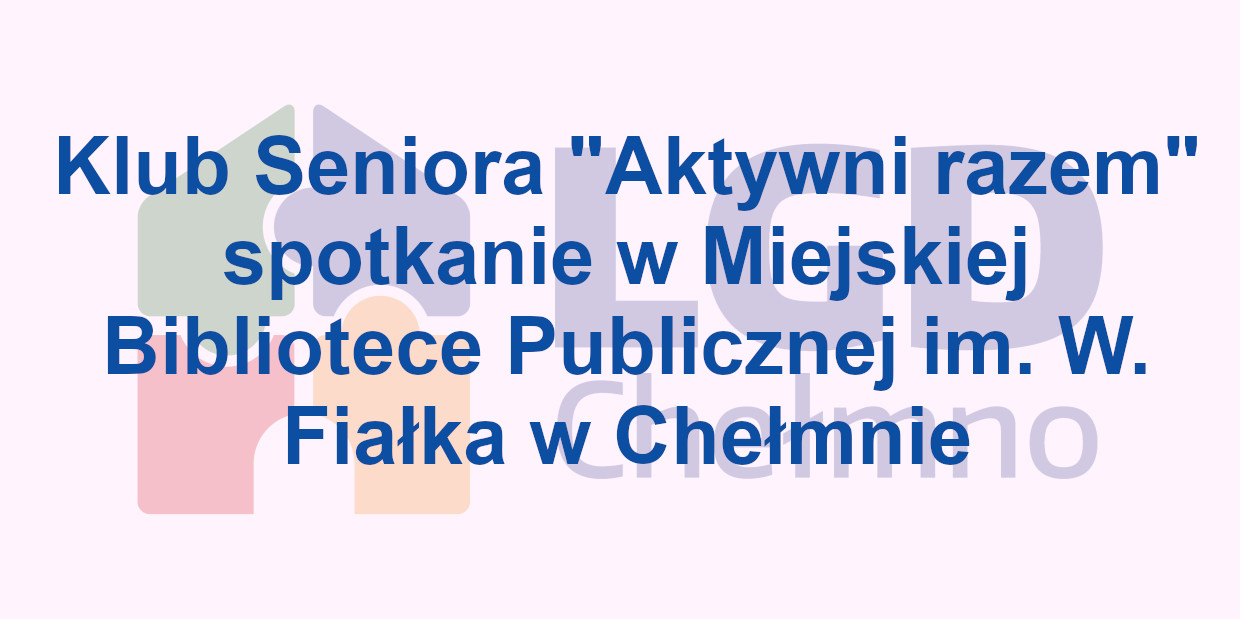 Klub Seniora "Aktywni razem"
spotkanie w Miejskiej
Bibliotece Publicznej im. W.
Fiałka w Chełmnie
LGD
Chełmno